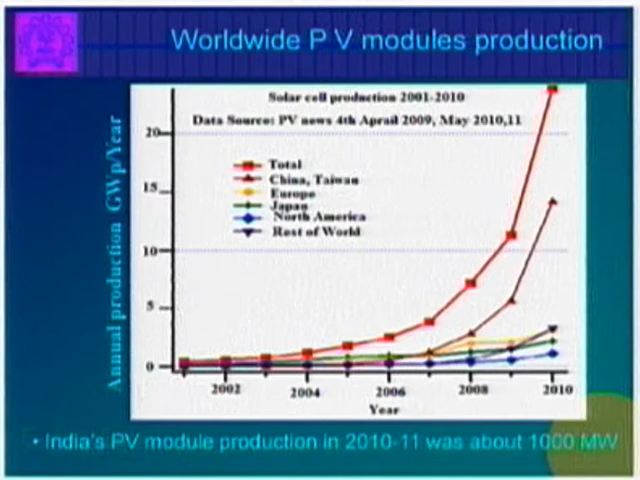 Worldwide P V modules production
Solar cell production 2001-2010
Data Source: PV news 4th Aprail 2009, May 2010,11
Total
China, Taiwan
Europe
Japan
North America
Rest of World
Annual production GWp/Year
20
15
10
5
0
2002 2004 2006 2008 2010
Year
• India's PV module production in 2010-11 was about 1000 MW